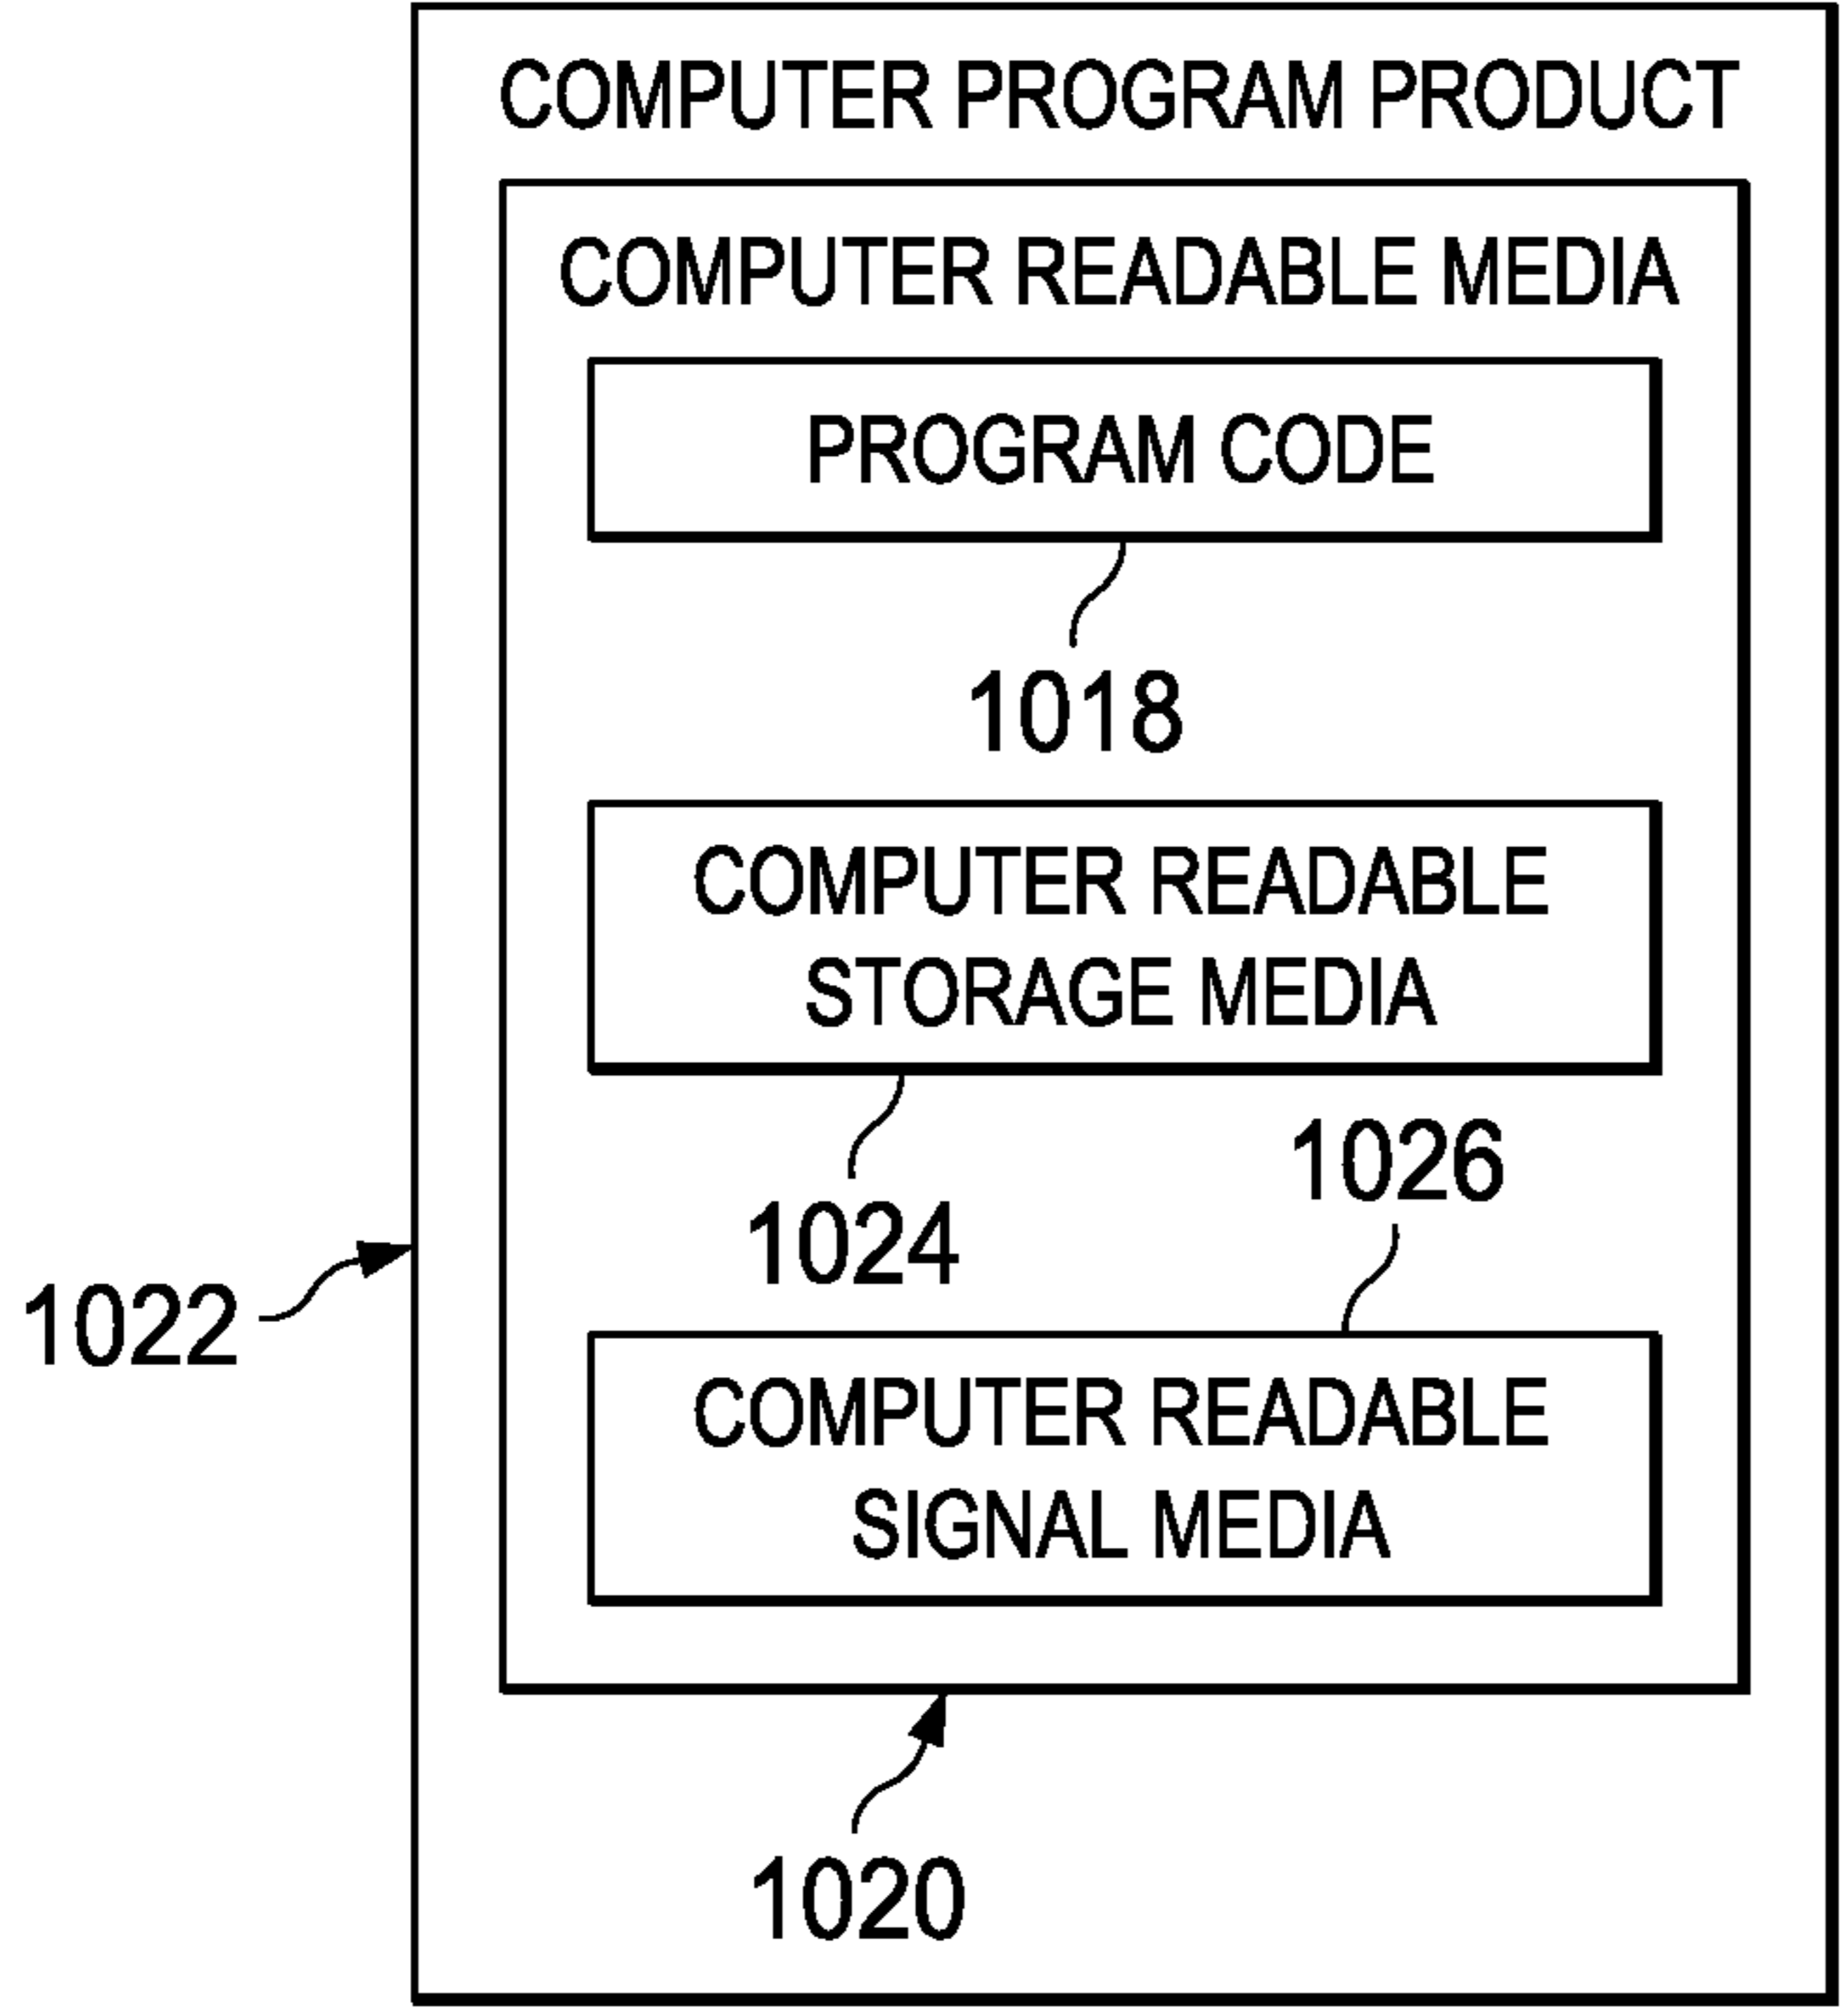 COMPUTER PROGRAM PRODUCT
COMPUTER READABLE MEDIA
PROGRAM CODE
1018
COMPUTER READABLE
STORAGE MEDIA
1026
1024
1022
COMPUTER READABLE
SIGNAL MEDIA
1020